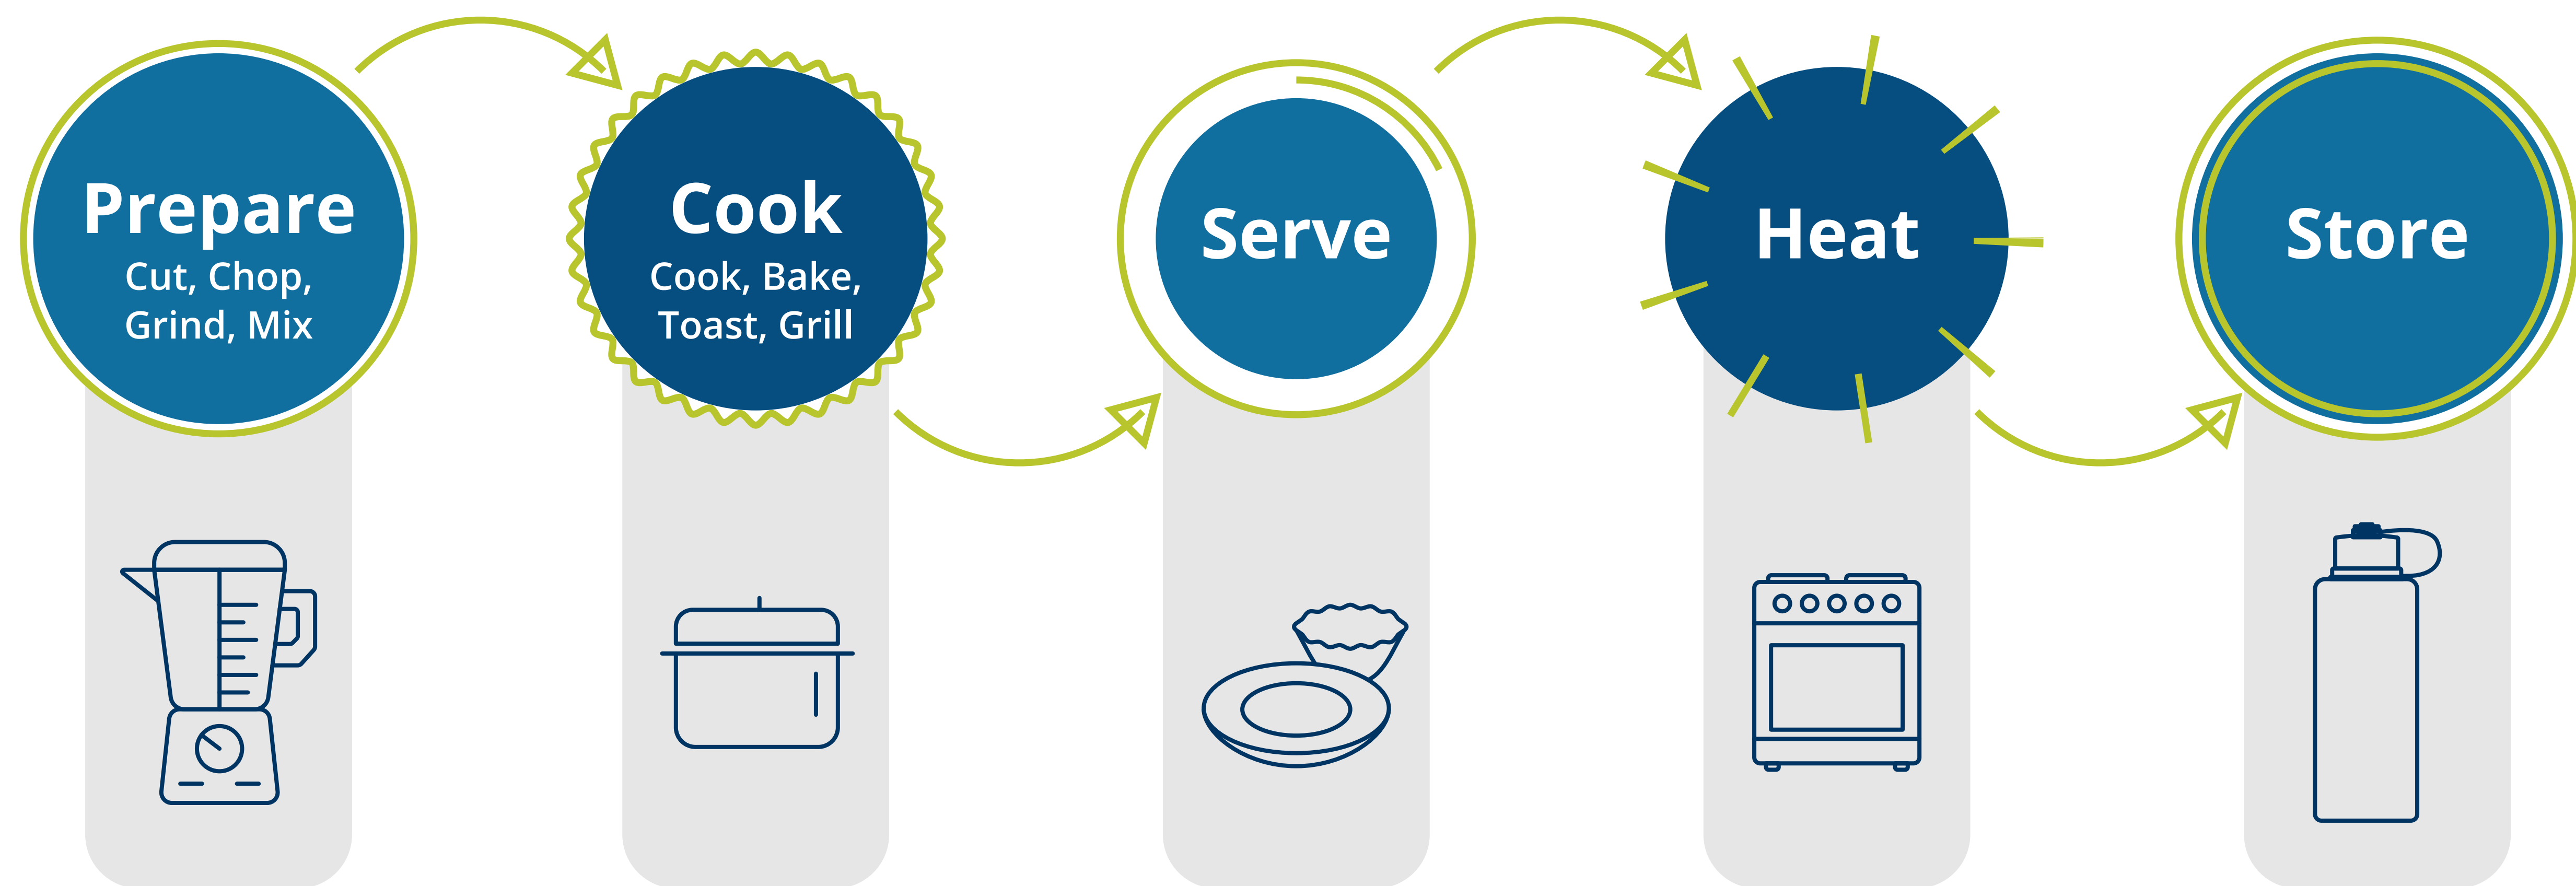 Prepare
Cut, Chop,
Grind, Mix
Cook
Cook, Bake,
Toast, Grill
Serve
Heat
Store